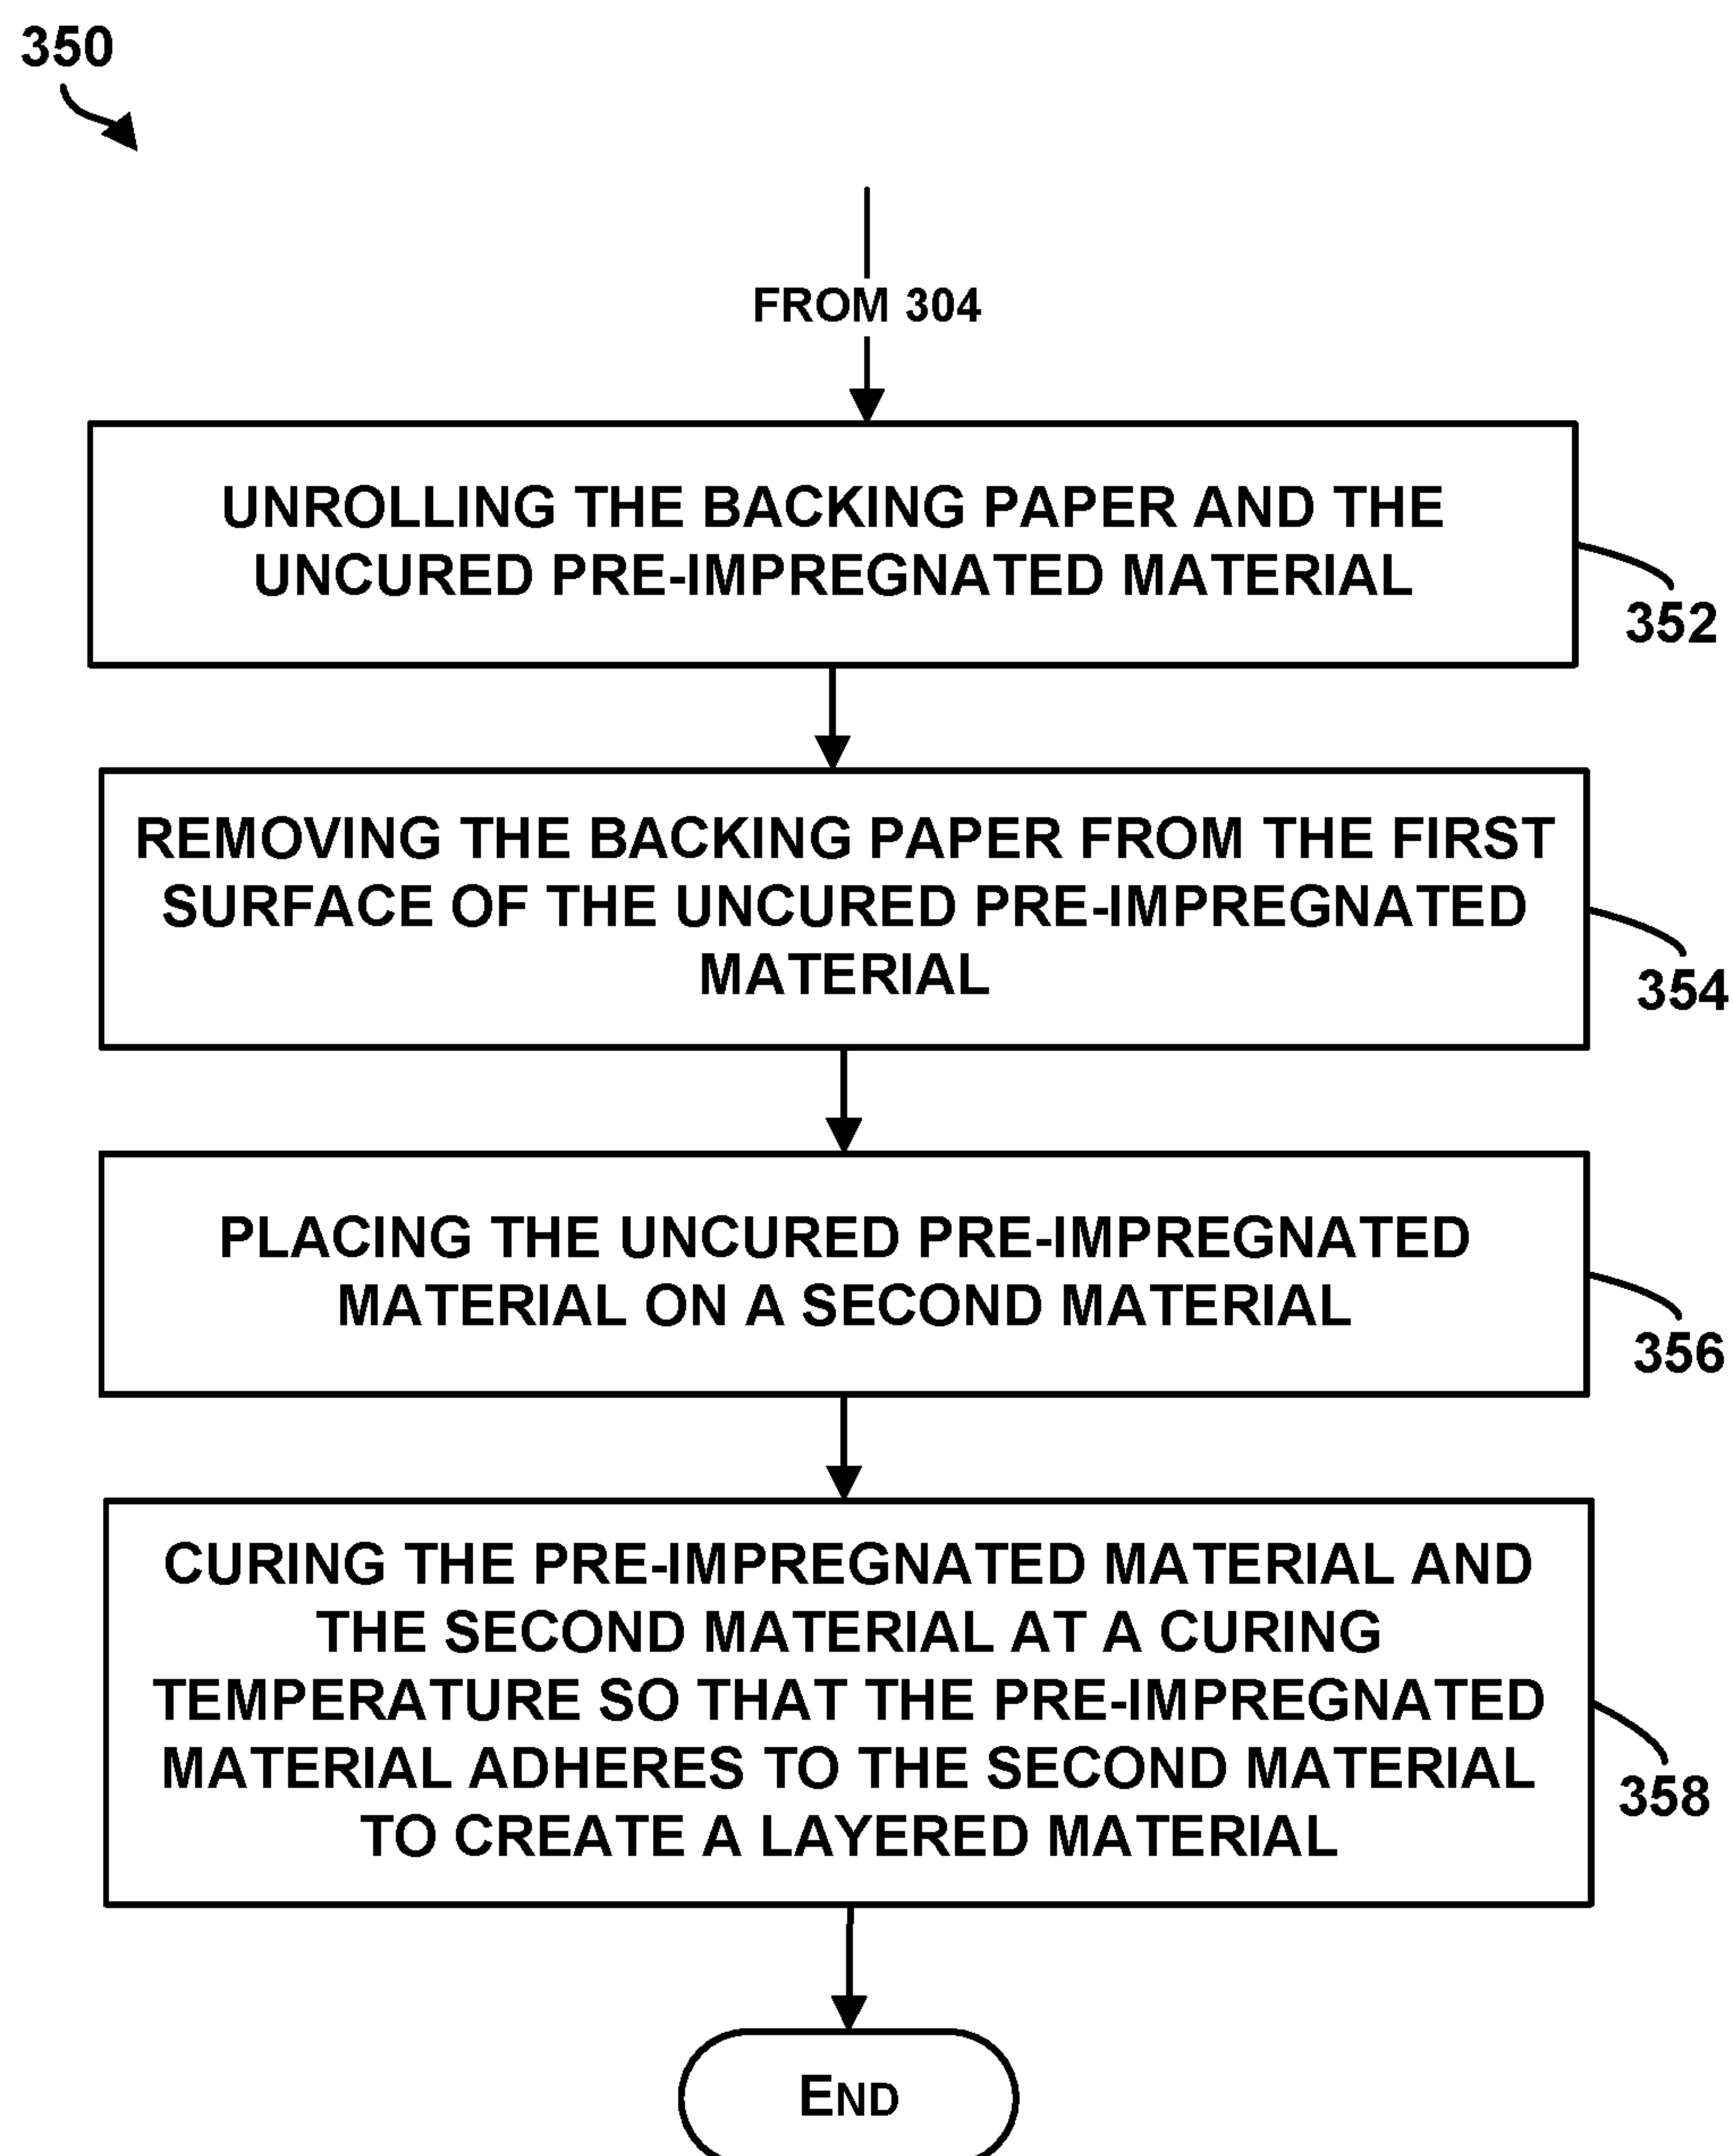 350
FROM 304
UNROLLING THE BACKING PAPER AND THE
UNCURED PRE-IMPREGNATED MATERIAL
352
REMOVING THE BACKING PAPER FROM THE FIRST
SURFACE OF THE UNCURED PRE-IMPREGNATED
MATERIAL
354
PLACING THE UNCURED PRE-IMPREGNATED
MATERIAL ON A SECOND MATERIAL
356
CURING THE PRE-IMPREGNATED MATERIAL AND
THE SECOND MATERIAL AT A CURING
TEMPERATURE SO THAT THE PRE-IMPREGNATED
MATERIAL ADHERES TO THE SECOND MATERIAL
TO CREATE A LAYERED MATERIAL
358
END